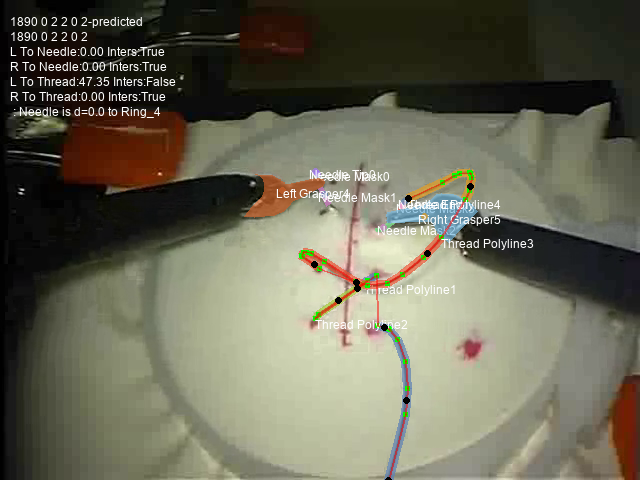 1890 0 2 2 0 2-predicted
1890 0 2 2 0 2
L To Needle:0.00 Inters:True
R To Needle:0.00 Inters:True
L To Thread:47.35 Inters:False
R To Thread:0.00 Inters:True
: Needle is d=0.0 to Ring_4
Needle Tip0
Needle Mask0
Left Grasper4
Needle Mask1
Right Grasper5
Needle Mask2
Thread Polyline3
Thread Polyline1
Thread Polyline2